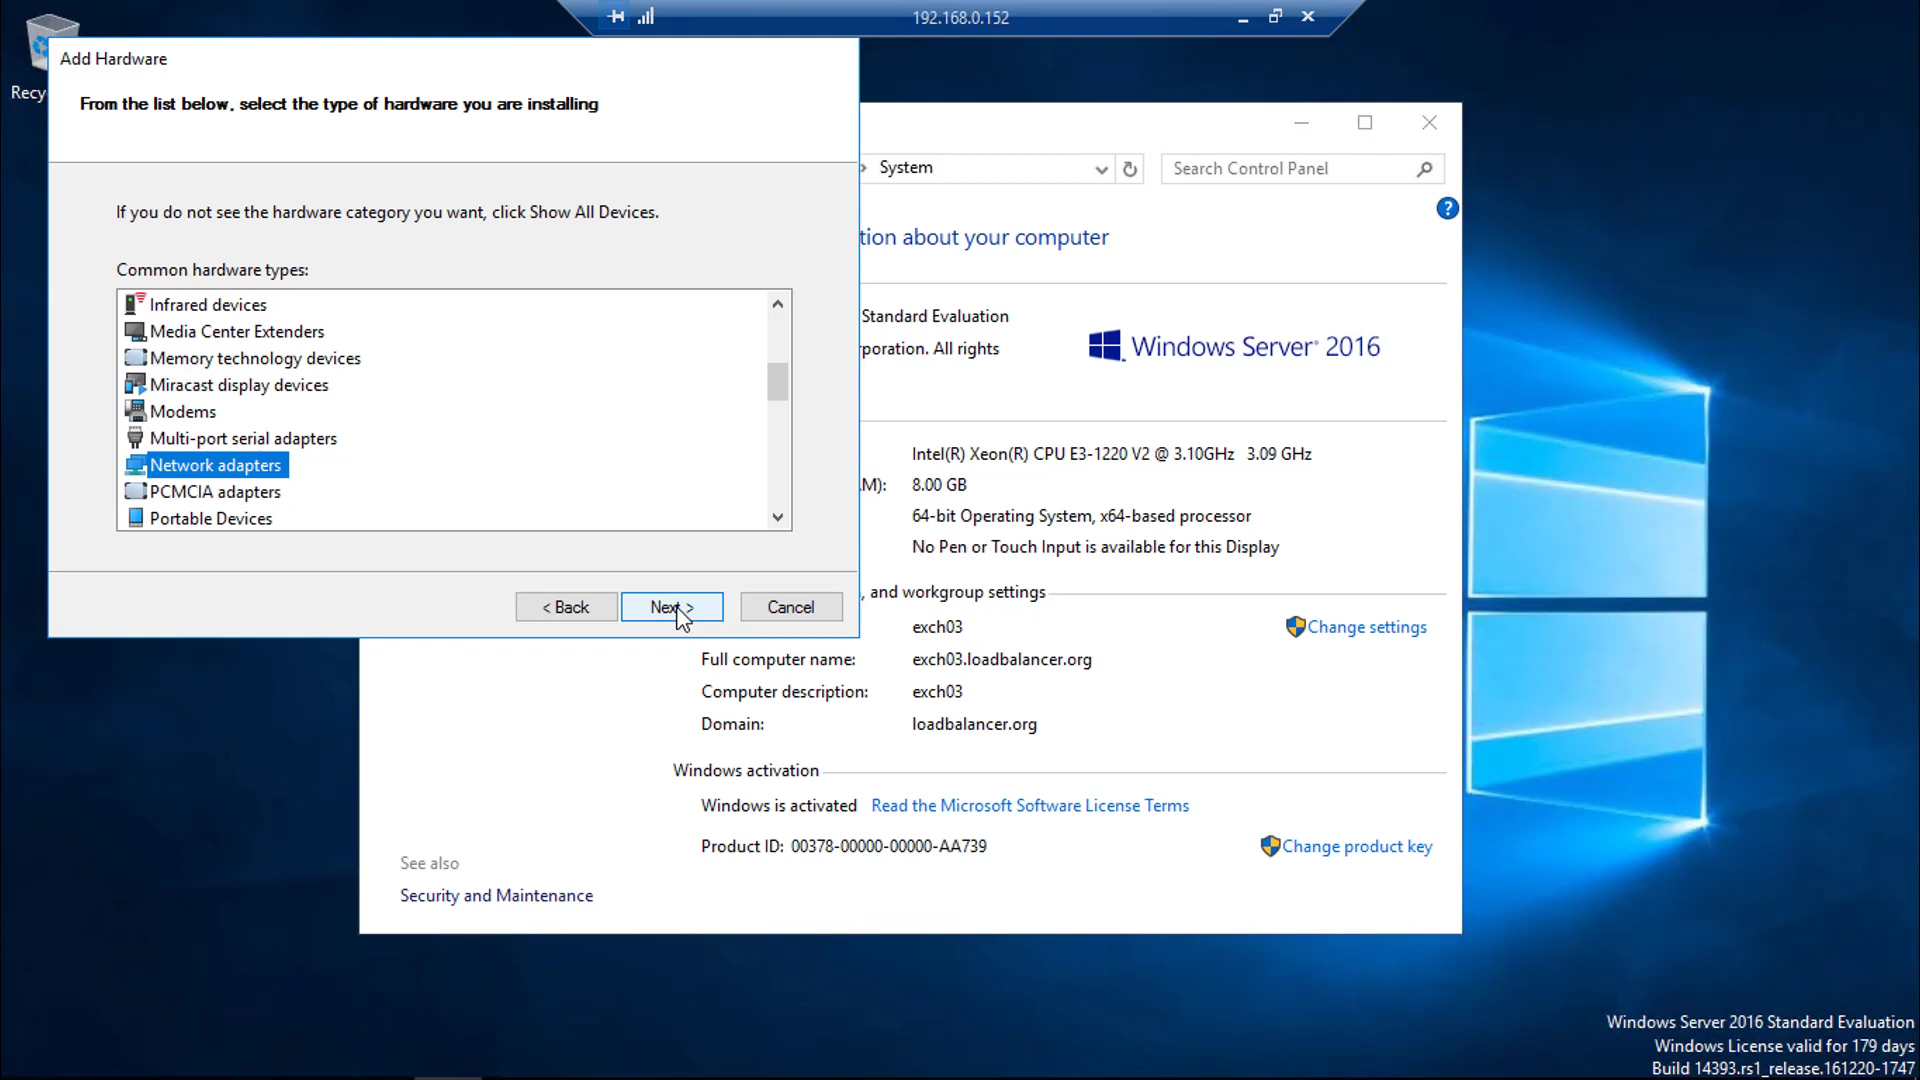 192.168.0.152
Recy
Add Hardware
From the list below, select the type of hardware you are installing
If you do not see the hardware category you want, click Show All Devices.
Common hardware types:
Infrared devices
Media Center Extenders
Memory technology devices
Miracast display devices
Modems
Multi-port serial adapters
Network adapters
PCMCIA adapters
Portable Devices
< Back
Next >
Cancel
System
Search Control Panel
?
tion about your computer
Standard Evaluation
rporation. All rights
Windows Server® 2016
Intel(R) Xeon(R) CPU E3-1220 V2 @ 3.10GHz 3.09 GHz
M): 8.00 GB
64-bit Operating System, x64-based processor
No Pen or Touch Input is available for this Display
, and workgroup settings
exch03
Change settings
Full computer name: exch03.loadbalancer.org
Computer description: exch03
Domain: loadbalancer.org
Windows activation
Windows is activated Read the Microsoft Software License Terms
Product ID: 00378-00000-00000-AA739
Change product key
See also
Security and Maintenance
Windows Server 2016 Standard Evaluation
Windows License valid for 179 days
Build 14393.rs1_release.161220-1747